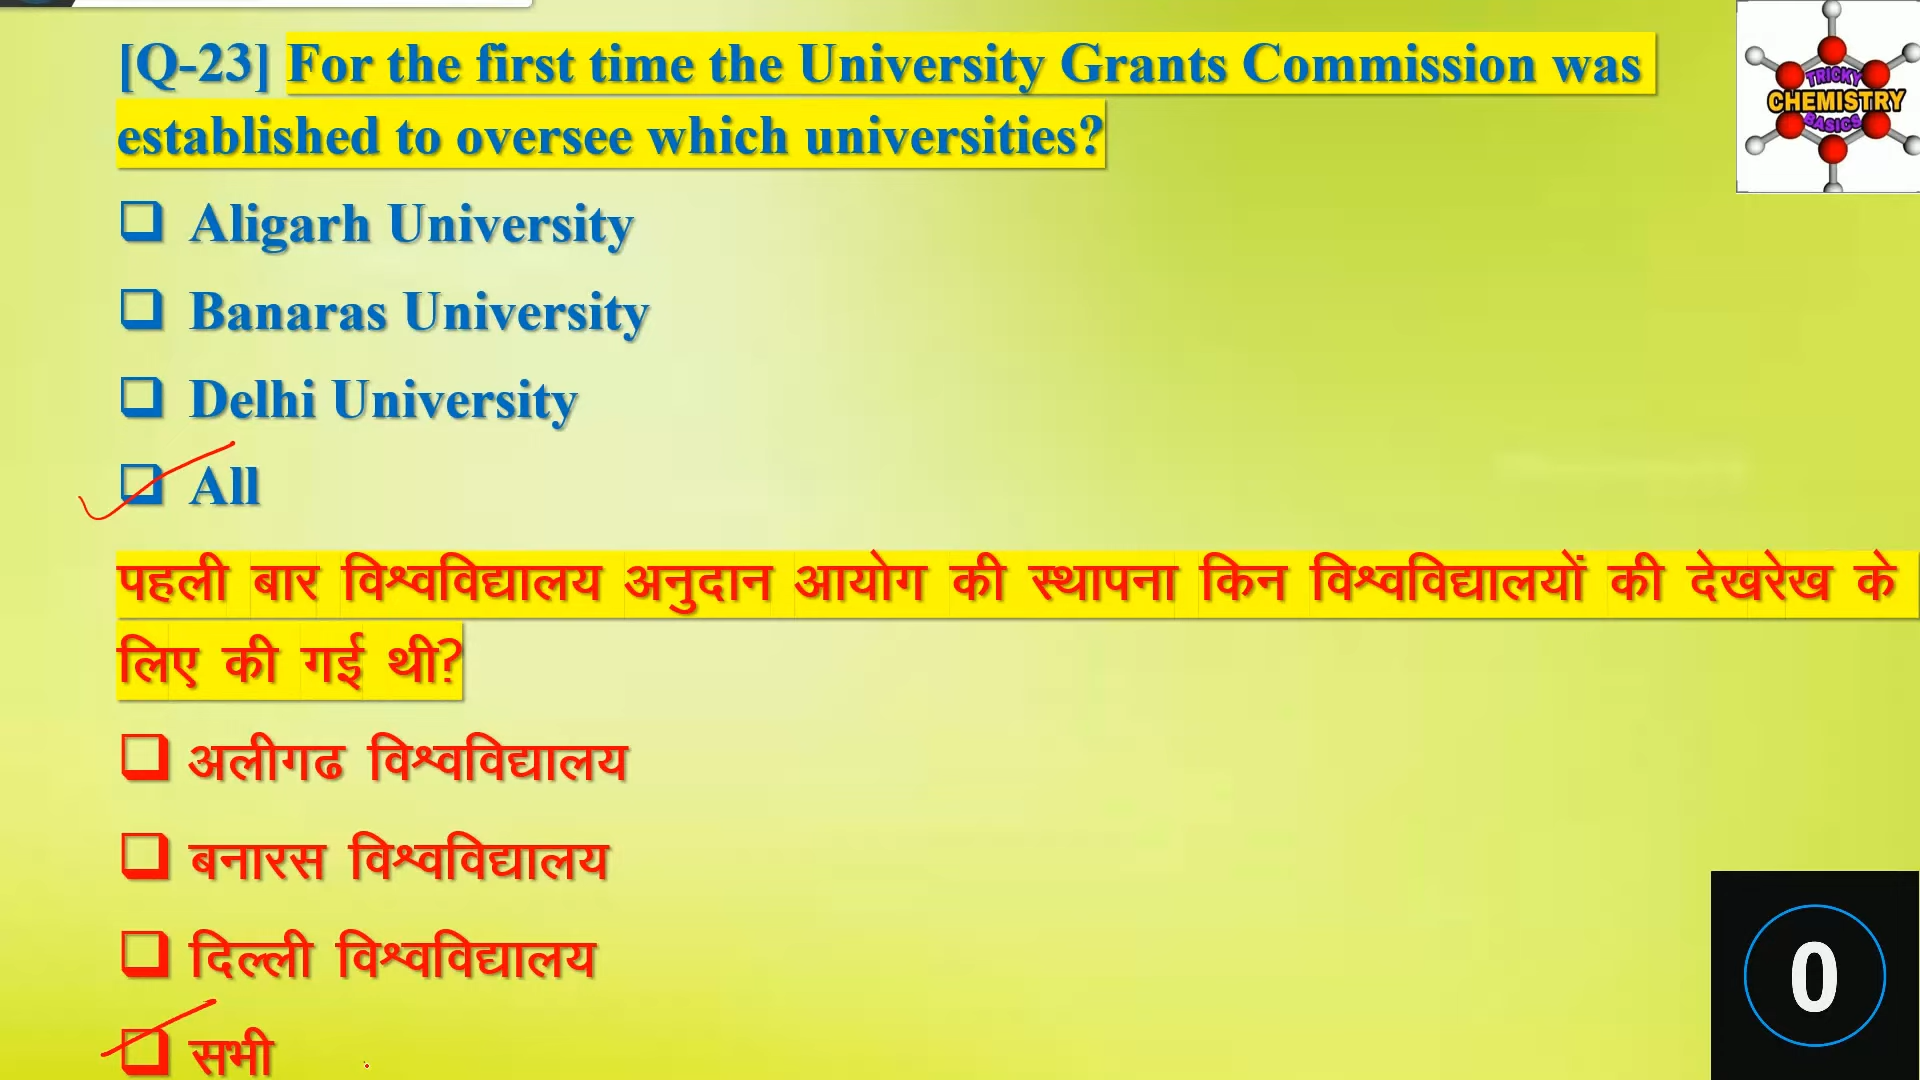 [Q-23] For the first time the University Grants Commission was
established to oversee which universities?
Aligarh University
Banaras University
Delhi University
All
पहली बार विश्वविद्यालय अनुदान आयोग की स्थापना किन विश्वविद्यालयों की देखरेख के
लिए की गई थी?
अलीगढ विश्वविद्यालय
बनारस विश्वविद्यालय
दिल्ली विश्वविद्यालय
सभी
TRICKY
CHEMISTRY
BASICS
0